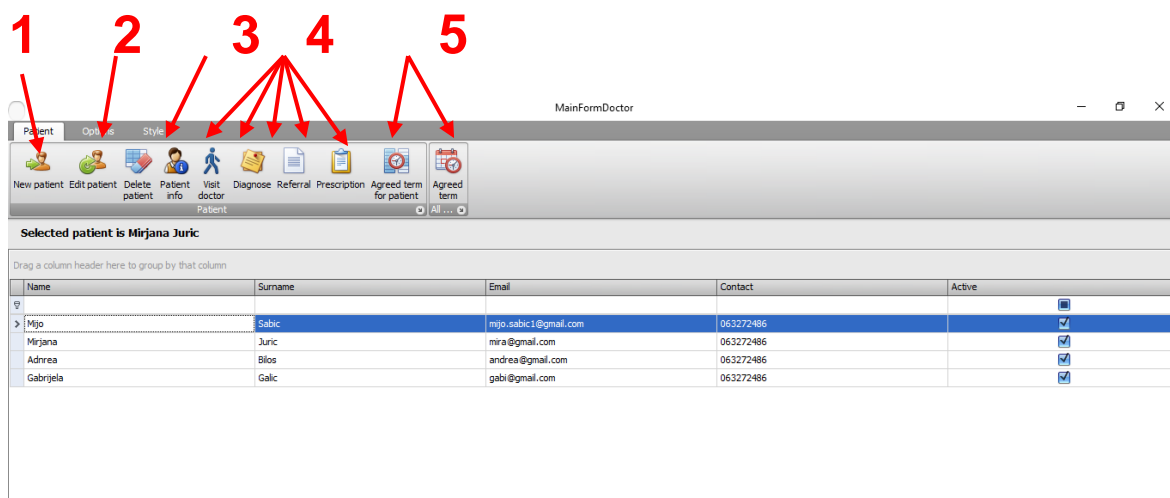 1 2 3 4 5
MainFormDoctor
Patient Options Style
New patient Edit patient Delete patient Patient info Visit doctor Diagnose Referral Prescription Agreed term for patient Agreed term
Patient All ...
Selected patient is Mirjana Juric
Drag a column header here to group by that column
Name Surname Email Contact Active
Mijo Sabic mijo.sabic1@gmail.com 063272486
Mirjana Juric mira@gmail.com 063272486
Adnrea Bilos andrea@gmail.com 063272486
Gabrijela Galic gabi@gmail.com 063272486